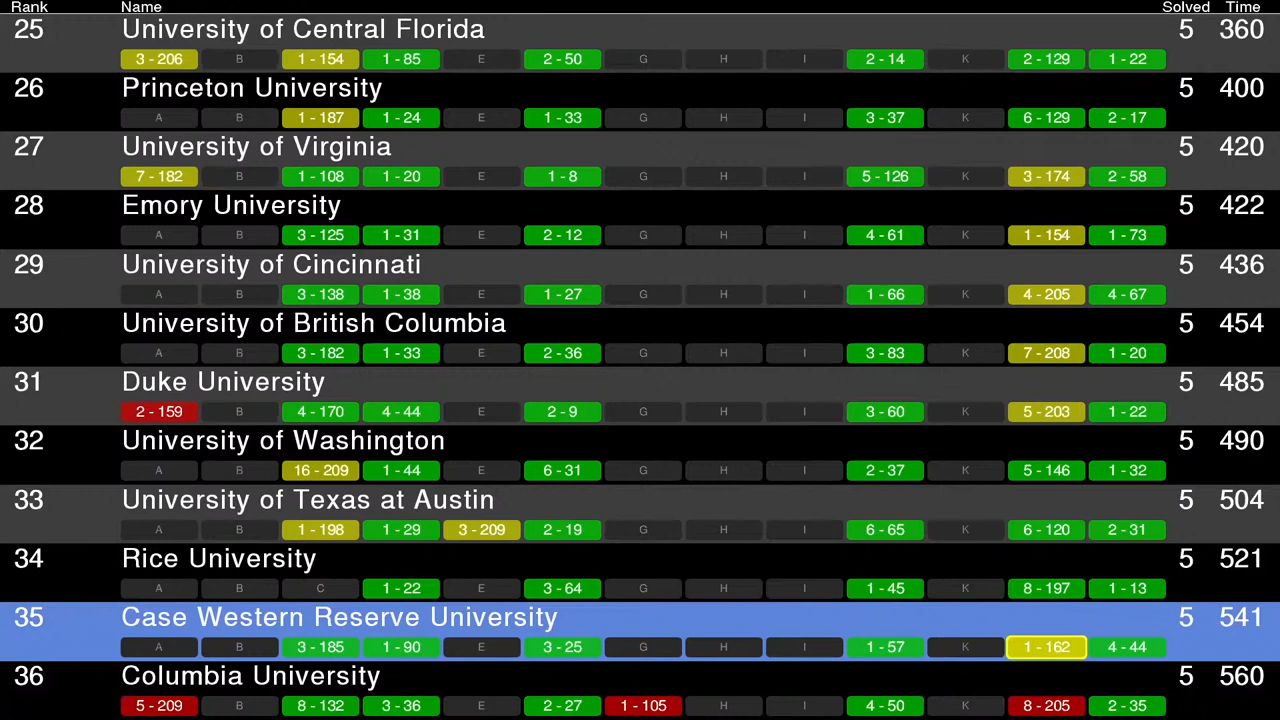 Rank Name Solved Time
25 University of Central Florida 5 360
3 - 206 B 1 - 154 1 - 85 E 2 - 50 G H I 2 - 14 K 2 - 129 1 - 22
26 Princeton University 5 400
A B 1 - 187 1 - 24 E 1 - 33 G H I 3 - 37 K 6 - 129 2 - 17
27 University of Virginia 5 420
7 - 182 B 1 - 108 1 - 20 E 1 - 8 G H I 5 - 126 K 3 - 174 2 - 58
28 Emory University 5 422
A B 3 - 125 1 - 31 E 2 - 12 G H I 4 - 61 K 1 - 154 1 - 73
29 University of Cincinnati 5 436
A B 3 - 138 1 - 38 E 1 - 27 G H I 1 - 66 K 4 - 205 4 - 67
30 University of British Columbia 5 454
A B 3 - 182 1 - 33 E 2 - 36 G H I 3 - 83 K 7 - 208 1 - 20
31 Duke University 5 485
2 - 159 B 4 - 170 4 - 44 E 2 - 9 G H I 3 - 60 K 5 - 203 1 - 22
32 University of Washington 5 490
A B 16 - 209 1 - 44 E 6 - 31 G H I 2 - 37 K 5 - 146 1 - 32
33 University of Texas at Austin 5 504
A B 1 - 198 1 - 29 3 - 209 2 - 19 G H I 6 - 65 K 6 - 120 2 - 31
34 Rice University 5 521
A B C 1 - 22 E 3 - 64 G H I 1 - 45 K 8 - 197 1 - 13
35 Case Western Reserve University 5 541
A B 3 - 185 1 - 90 E 3 - 25 G H I 1 - 57 K 1 - 162 4 - 44
36 Columbia University 5 560
5 - 209 B 8 - 132 3 - 36 E 2 - 27 1 - 105 H I 4 - 50 K 8 - 205 2 - 35